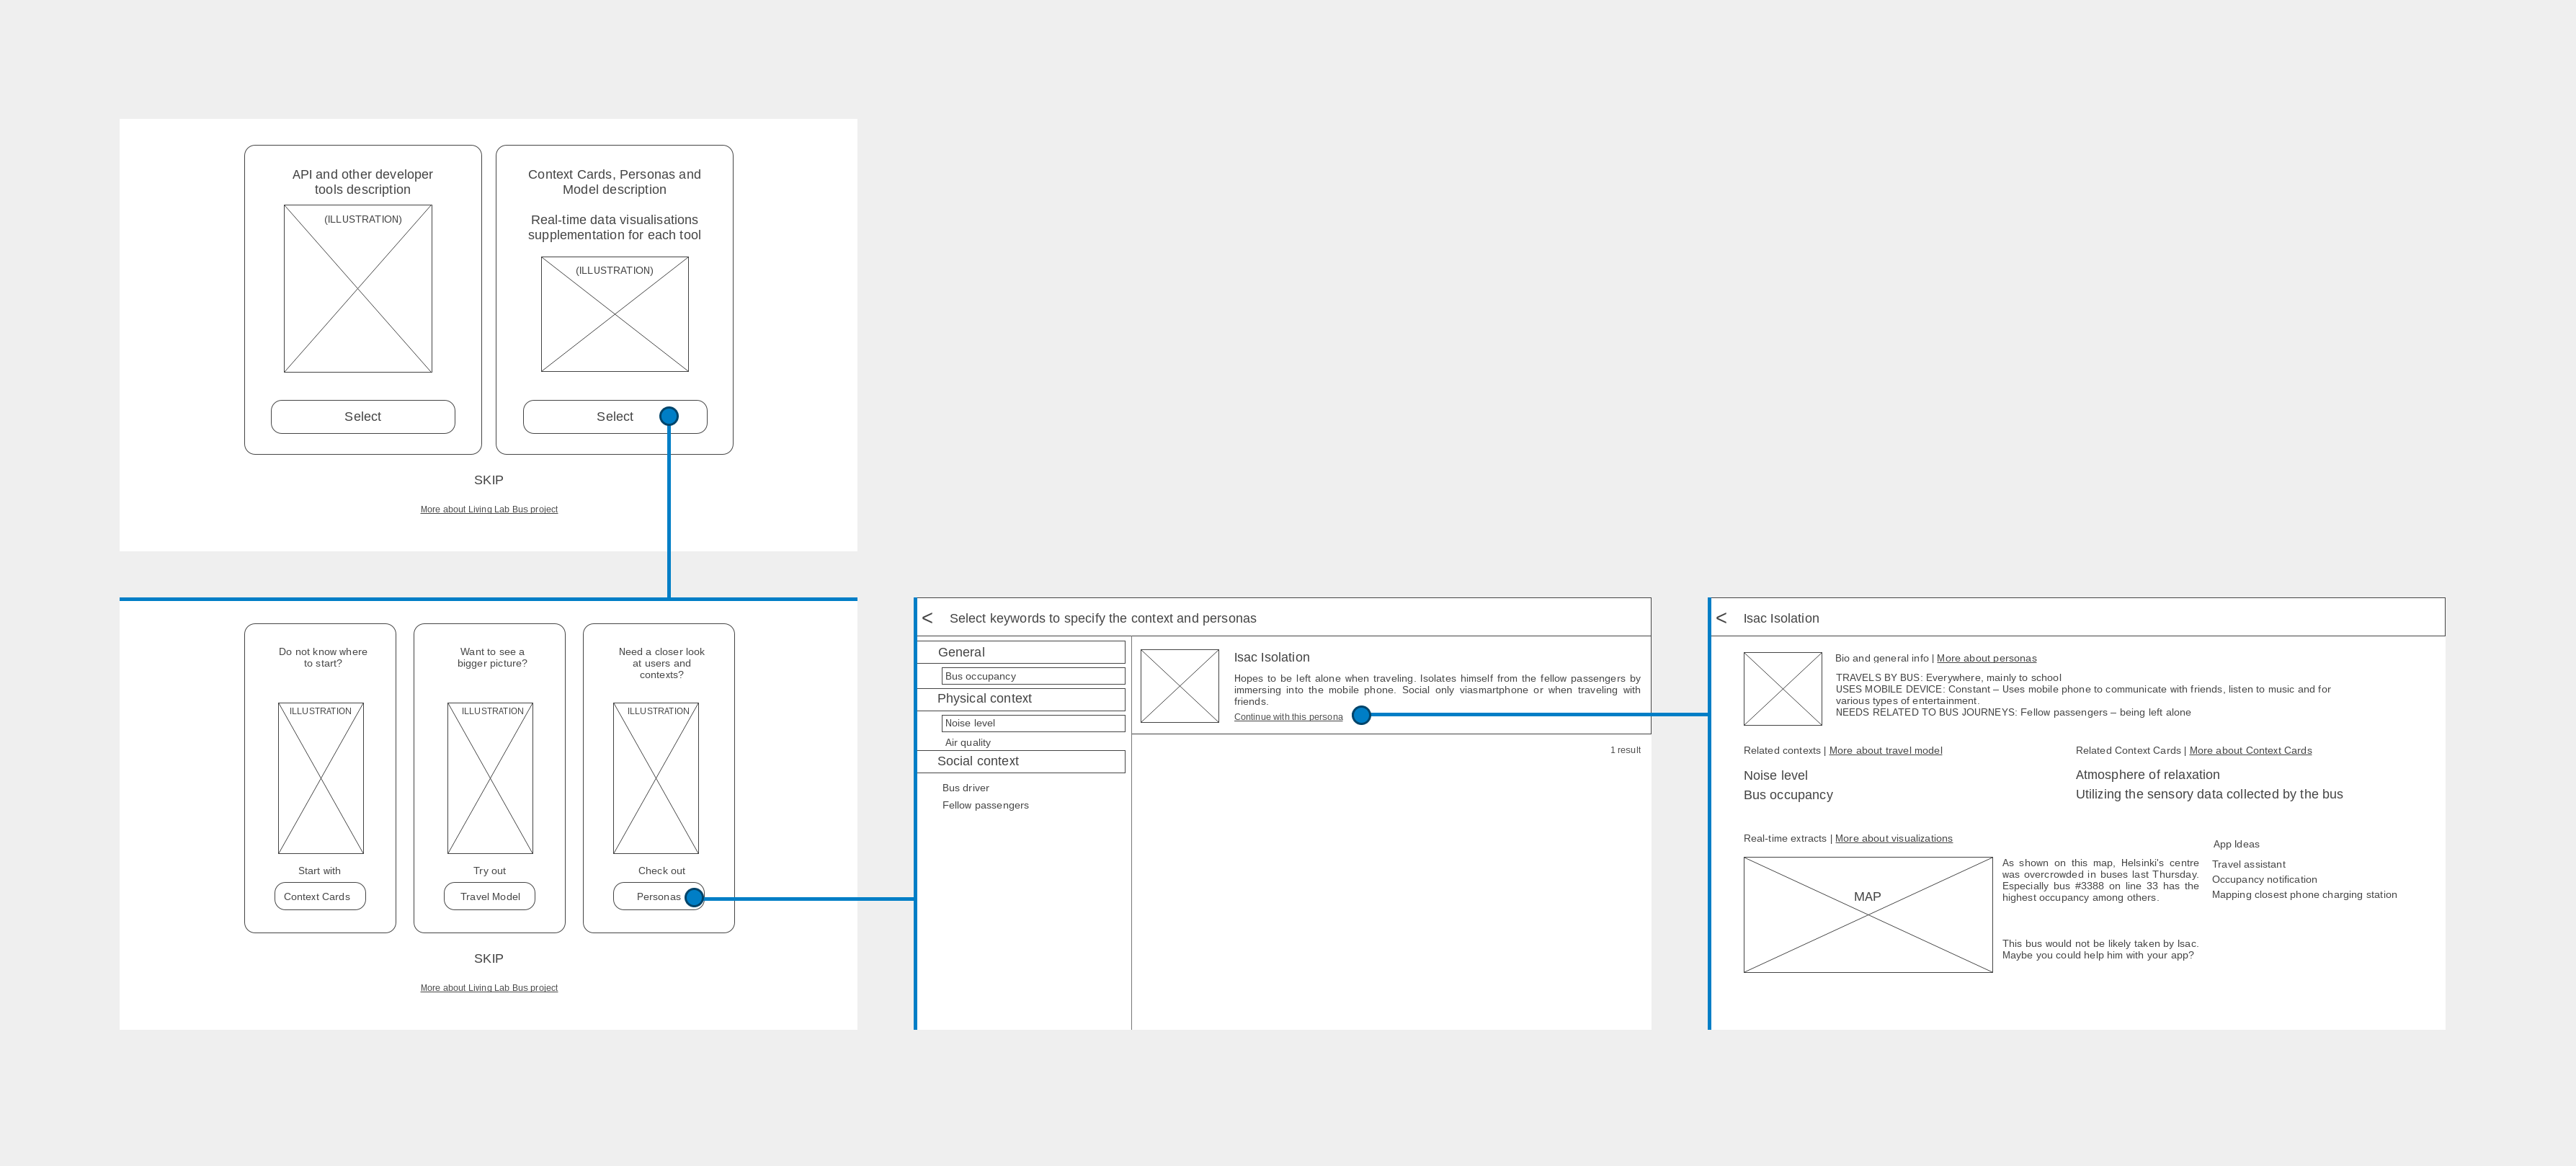 API and other developer
tools description
(ILLUSTRATION)
Select
Context Cards, Personas and
Model description
Real-time data visualisations
supplementation for each tool
(ILLUSTRATION)
Select
SKIP
More about Living Lab Bus project
Do not know where
to start?
ILLUSTRATION
Start with
Context Cards
Want to see a
bigger picture?
ILLUSTRATION
Try out
Travel Model
Need a closer look
at users and
contexts?
ILLUSTRATION
Check out
Personas
SKIP
More about Living Lab Bus project
< Select keywords to specify the context and personas
General
Bus occupancy
Physical context
Noise level
Air quality
Social context
Bus driver
Fellow passengers
Isac Isolation
Hopes to be left alone when traveling. Isolates himself from the fellow passengers by
immersing into the mobile phone. Social only viasmartphone or when traveling with
friends.
Continue with this persona
1 result
< Isac Isolation
Bio and general info | More about personas
TRAVELS BY BUS: Everywhere, mainly to school
USES MOBILE DEVICE: Constant – Uses mobile phone to communicate with friends, listen to music and for
various types of entertainment.
NEEDS RELATED TO BUS JOURNEYS: Fellow passengers – being left alone
Related contexts | More about travel model
Noise level
Bus occupancy
Related Context Cards | More about Context Cards
Atmosphere of relaxation
Utilizing the sensory data collected by the bus
Real-time extracts | More about visualizations
MAP
As shown on this map, Helsinki's centre
was overcrowded in buses last Thursday.
Especially bus #3388 on line 33 has the
highest occupancy among others.
This bus would not be likely taken by Isac.
Maybe you could help him with your app?
App Ideas
Travel assistant
Occupancy notification
Mapping closest phone charging station